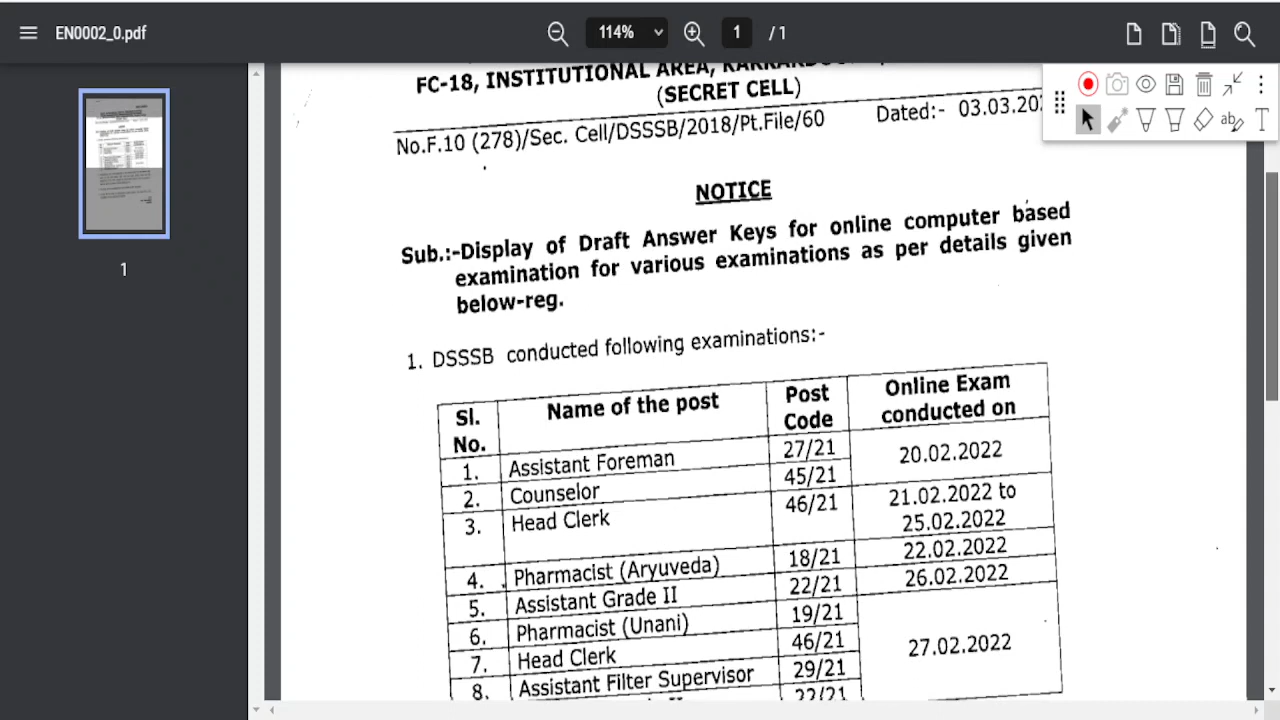 EN0002_0.pdf
114%
1 / 1
1
FC-18, INSTITUTIONAL AREA,
(SECRET CELL)
No.F.10 (278)/Sec. Cell/DSSSB/2018/Pt.File/60 Dated:- 03.03.20
NOTICE
Sub.:-Display of Draft Answer Keys for online computer based
examination for various examinations as per details given
below-reg.
1. DSSSB conducted following examinations:-
Sl. No. Name of the post Post Code Online Exam conducted on
1. Assistant Foreman 27/21 20.02.2022
2. Counselor 45/21
3. Head Clerk 46/21 21.02.2022 to 25.02.2022
4. Pharmacist (Aryuveda) 18/21 22.02.2022
5. Assistant Grade II 22/21 26.02.2022
6. Pharmacist (Unani) 19/21 27.02.2022
7. Head Clerk 46/21
8. Assistant Filter Supervisor 29/21
22/21